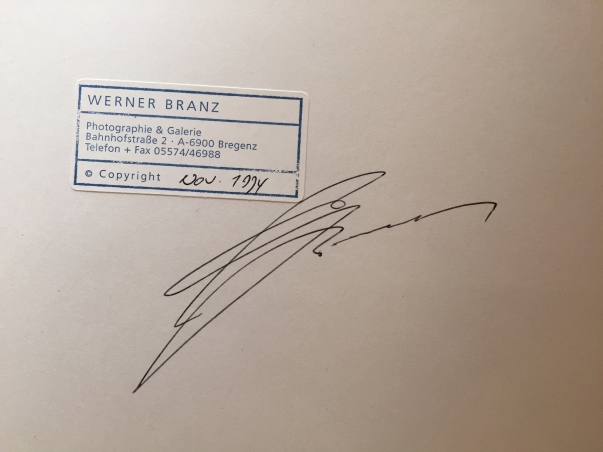 WERNER BRANZ
Photographie & Galerie
Bahnhofstraße 2 · A-6900 Bregenz
Telefon + Fax 05574/46988
© Copyright Nov. 1994